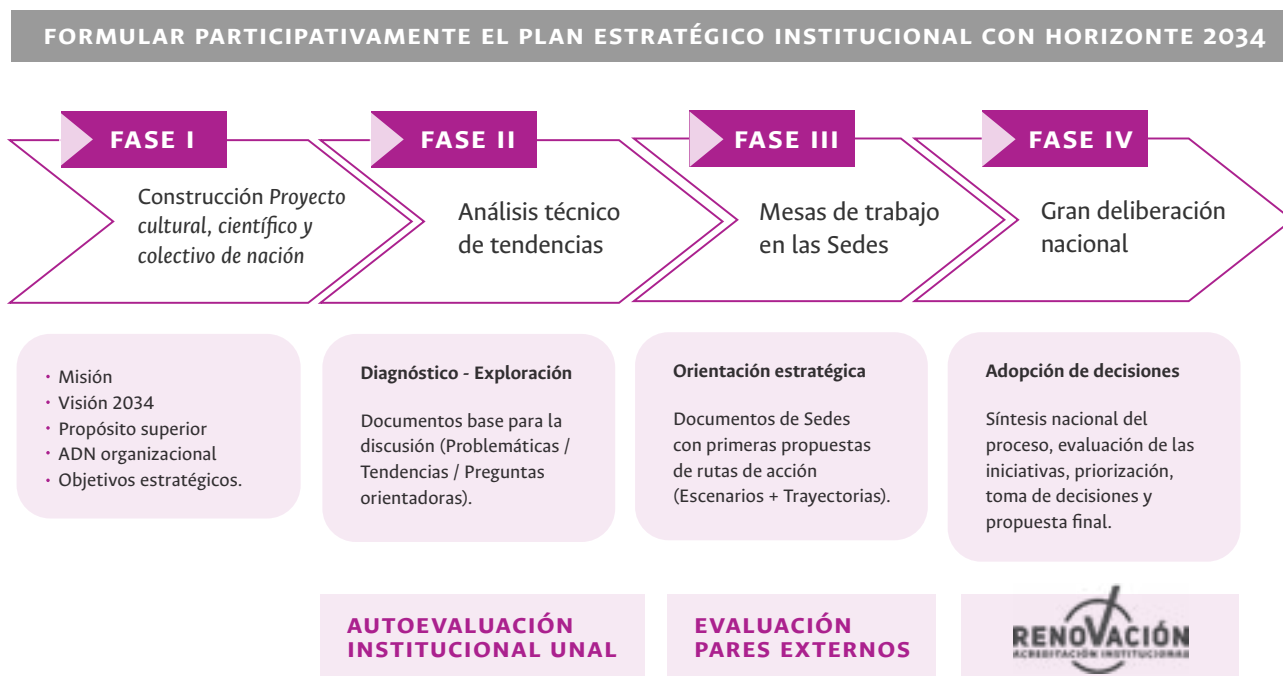 FORMULAR PARTICIPATIVAMENTE EL PLAN ESTRATÉGICO INSTITUCIONAL CON HORIZONTE 2034
FASE I
Construcción Proyecto
cultural, científico y
colectivo de nación
FASE II
Análisis técnico
de tendencias
FASE III
Mesas de trabajo
en las Sedes
FASE IV
Gran deliberación
nacional
• Misión
• Visión 2034
• Propósito superior
• ADN organizacional
• Objetivos estratégicos.
Diagnóstico - Exploración
Documentos base para la
discusión (Problemáticas /
Tendencias / Preguntas
orientadoras).
Orientación estratégica
Documentos de Sedes
con primeras propuestas
de rutas de acción
(Escenarios + Trayectorias).
Adopción de decisiones
Síntesis nacional del
proceso, evaluación de las
iniciativas, priorización,
toma de decisiones y
propuesta final.
AUTOEVALUACIÓN
INSTITUCIONAL UNAL
EVALUACIÓN
PARES EXTERNOS
RENOVACIÓN
ACREDITACIÓN INSTITUCIONAL